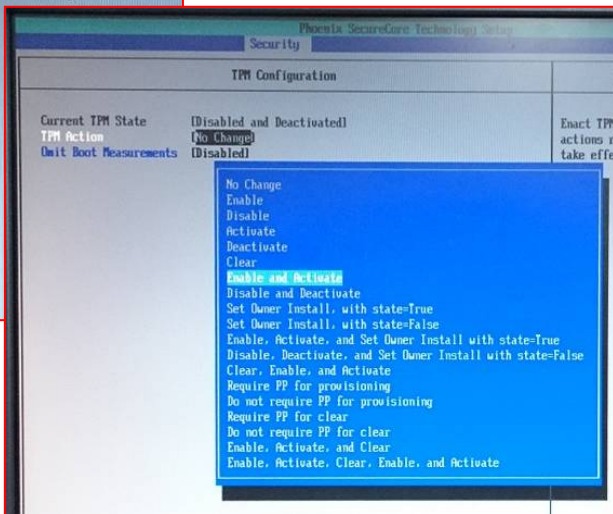 Phoenix SecureCore Technology Setup
Security
TPM Configuration
Current TPM State [Disabled and Deactivated]
TPM Action [No Change]
Omit Boot Measurements [Disabled]
Enact TPM
actions
take effe
No Change
Enable
Disable
Activate
Deactivate
Clear
Enable and Activate
Disable and Deactivate
Set Owner Install, with state=True
Set Owner Install, with state=False
Enable, Activate, and Set Owner Install with state=True
Disable, Deactivate, and Set Owner Install with state=False
Clear, Enable, and Activate
Require PP for provisioning
Do not require PP for provisioning
Require PP for clear
Do not require PP for clear
Enable, Activate, and Clear
Enable, Activate, Clear, Enable, and Activate